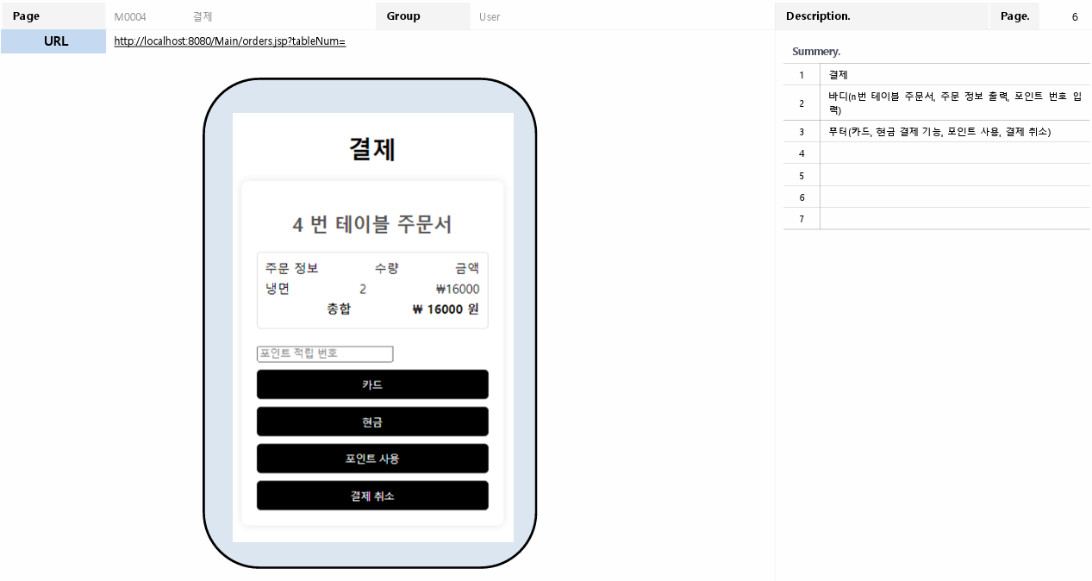 Page M0004 결제 Group User Description. Page. 6
URL http://localhost:8080/Main/orders.jsp?tableNum=
Summery.
1 결제
2 바디(n번 테이블 주문서, 주문 정보 출력, 포인트 번호 입
력)
3 푸터(카드, 현금 결제 기능, 포인트 사용, 결제 취소)
4
5
6
7
결제
4 번 테이블 주문서
주문 정보 수량 금액
냉면 2 ₩16000
총합 ₩ 16000 원
포인트 적립 번호
카드
현금
포인트 사용
결제 취소